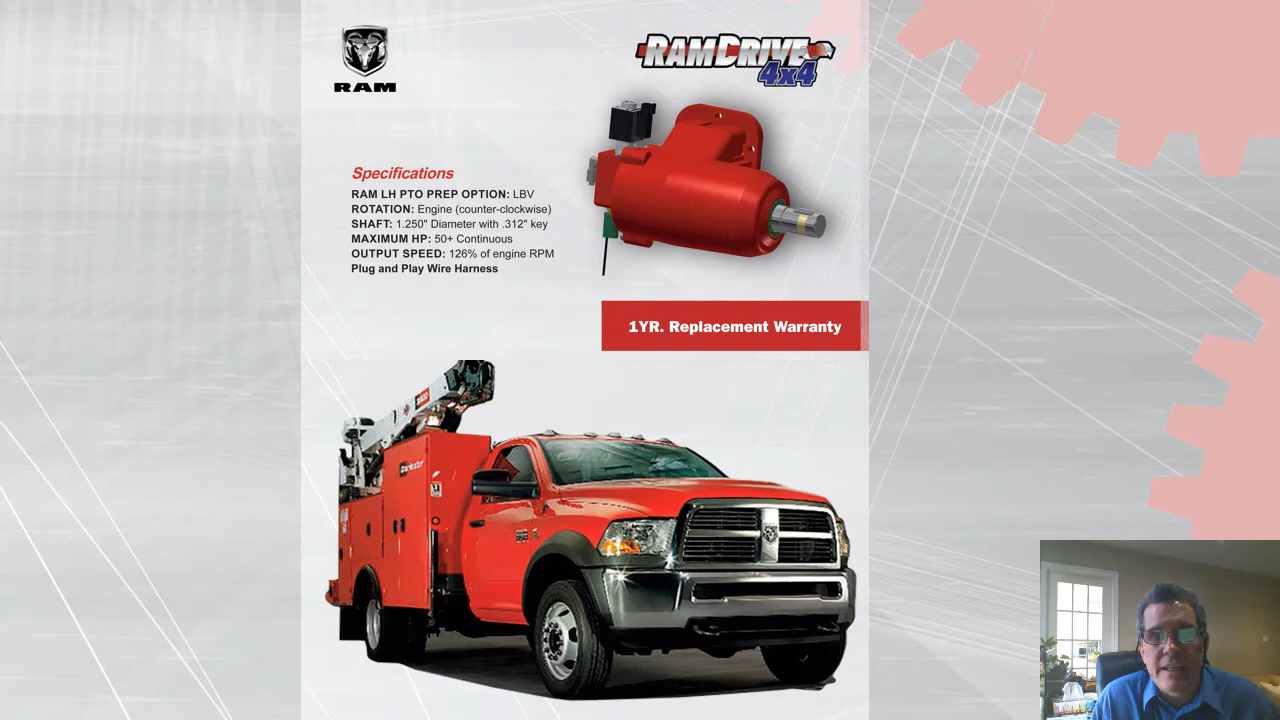 RAM
RAMDRIVE
4x4
Specifications
RAM LH PTO PREP OPTION: LBV
ROTATION: Engine (counter-clockwise)
SHAFT: 1.250" Diameter with .312" key
MAXIMUM HP: 50+ Continuous
OUTPUT SPEED: 126% of engine RPM
Plug and Play Wire Harness
1YR. Replacement Warranty